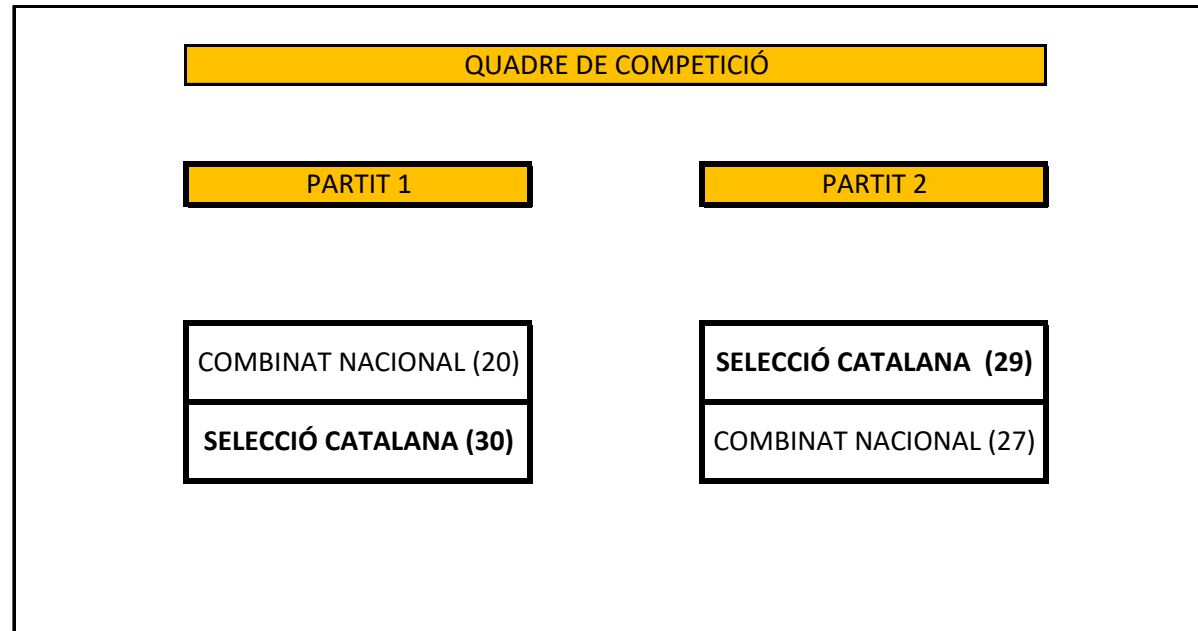 QUADRE DE COMPETICIÓ
PARTIT 1
PARTIT 2
COMBINAT NACIONAL (20)
SELECCIÓ CATALANA (30)
SELECCIÓ CATALANA (29)
COMBINAT NACIONAL (27)